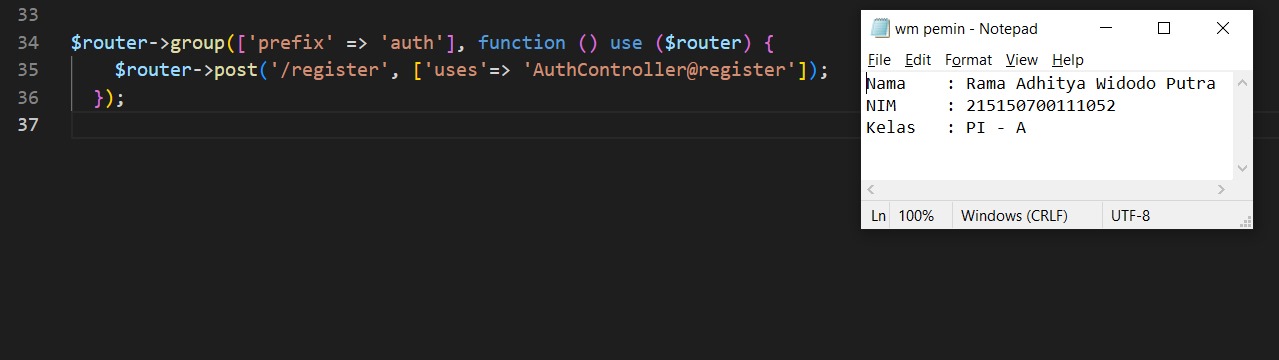 33
34 $router->group(['prefix' => 'auth'], function () use ($router) {
35     $router->post('/register', ['uses'=> 'AuthController@register']);
36   });
37
wm pemin - Notepad
File Edit Format View Help
Nama    : Rama Adhitya Widodo Putra
NIM     : 215150700111052
Kelas   : PI - A
Ln 100% Windows (CRLF) UTF-8